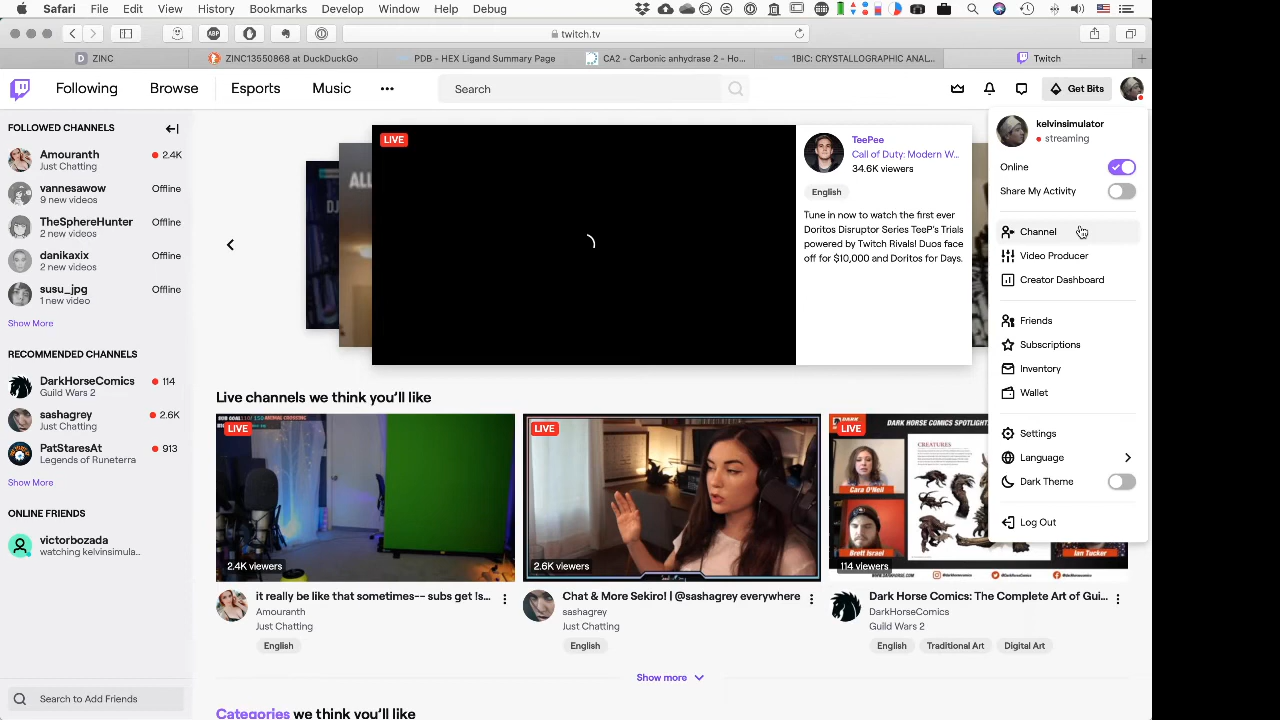 Safari File Edit View History Bookmarks Develop Window Help Debug
twitch.tv
ZINC
ZINC13550868 at DuckDuckGo
PDB - HEX Ligand Summary Page
CA2 - Carbonic anhydrase 2 - Ho...
1BIC: CRYSTALLOGRAPHIC ANAL...
Twitch
Following
Browse
Esports
Music
Search
Get Bits
FOLLOWED CHANNELS
Amouranth
2.4K
Just Chatting
vannesawow
Offline
9 new videos
TheSphereHunter
Offline
2 new videos
danikaxix
Offline
2 new videos
susu_jpg
Offline
1 new video
Show More
RECOMMENDED CHANNELS
DarkHorseComics
114
Guild Wars 2
sashagrey
2.6K
Just Chatting
PatStaresAt
913
Legends of Runeterra
Show More
ONLINE FRIENDS
victorbozada
watching kelvinsimula...
Search to Add Friends
LIVE
TeePee
Call of Duty: Modern W...
34.6K viewers
English
Tune in now to watch the first ever
Doritos Disruptor Series TeeP's Trials
powered by Twitch Rivals! Duos face
off for $10,000 and Doritos for Days.
kelvinsimulator
streaming
Online
Share My Activity
Channel
Video Producer
Creator Dashboard
Friends
Subscriptions
Inventory
Wallet
Settings
Language
Dark Theme
Log Out
Live channels we think you'll like
LIVE
2.4K viewers
it really be like that sometimes-- subs get !s...
Amouranth
Just Chatting
English
LIVE
2.6K viewers
Chat & More Sekiro! | @sashagrey everywhere
sashagrey
Just Chatting
English
LIVE
DARK HORSE COMICS SPOTLIGHT
CREATURES
Cara O'Neil
Brett Israel
Ian Tucker
114 viewers
Dark Horse Comics: The Complete Art of Gui...
DarkHorseComics
Guild Wars 2
English
Traditional Art
Digital Art
Show more
Categories we think you'll like